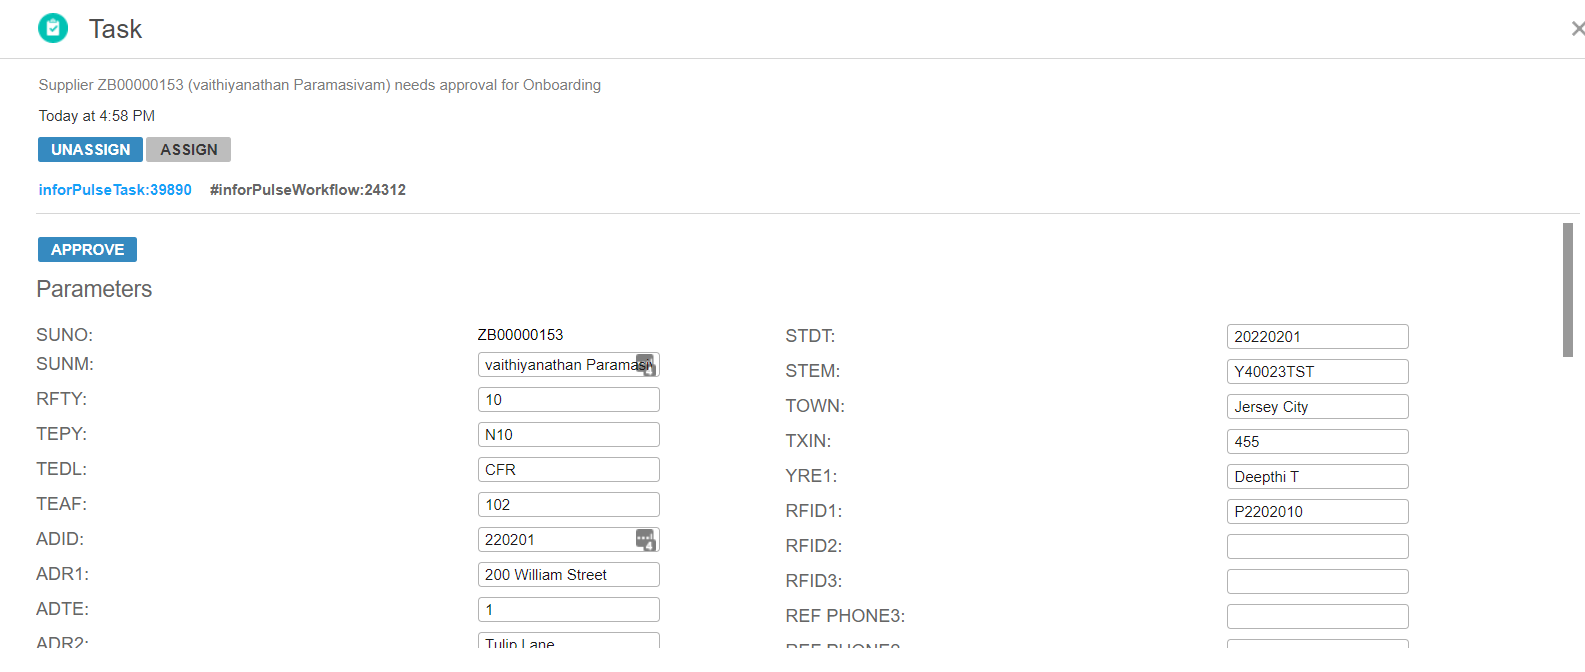 Task
Supplier ZB00000153 (vaithiyanathan Paramasivam) needs approval for Onboarding
Today at 4:58 PM
UNASSIGN ASSIGN
inforPulseTask:39890 #inforPulseWorkflow:24312
APPROVE
Parameters
SUNO: ZB00000153
SUNM: vaithiyanathan Paramasiv
RFTY: 10
TEPY: N10
TEDL: CFR
TEAF: 102
ADID: 220201
ADR1: 200 William Street
ADTE: 1
ADR2: Tulip Lane
STDT: 20220201
STEM: Y40023TST
TOWN: Jersey City
TXIN: 455
YRE1: Deepthi T
RFID1: P2202010
RFID2:
RFID3:
REF PHONE3: